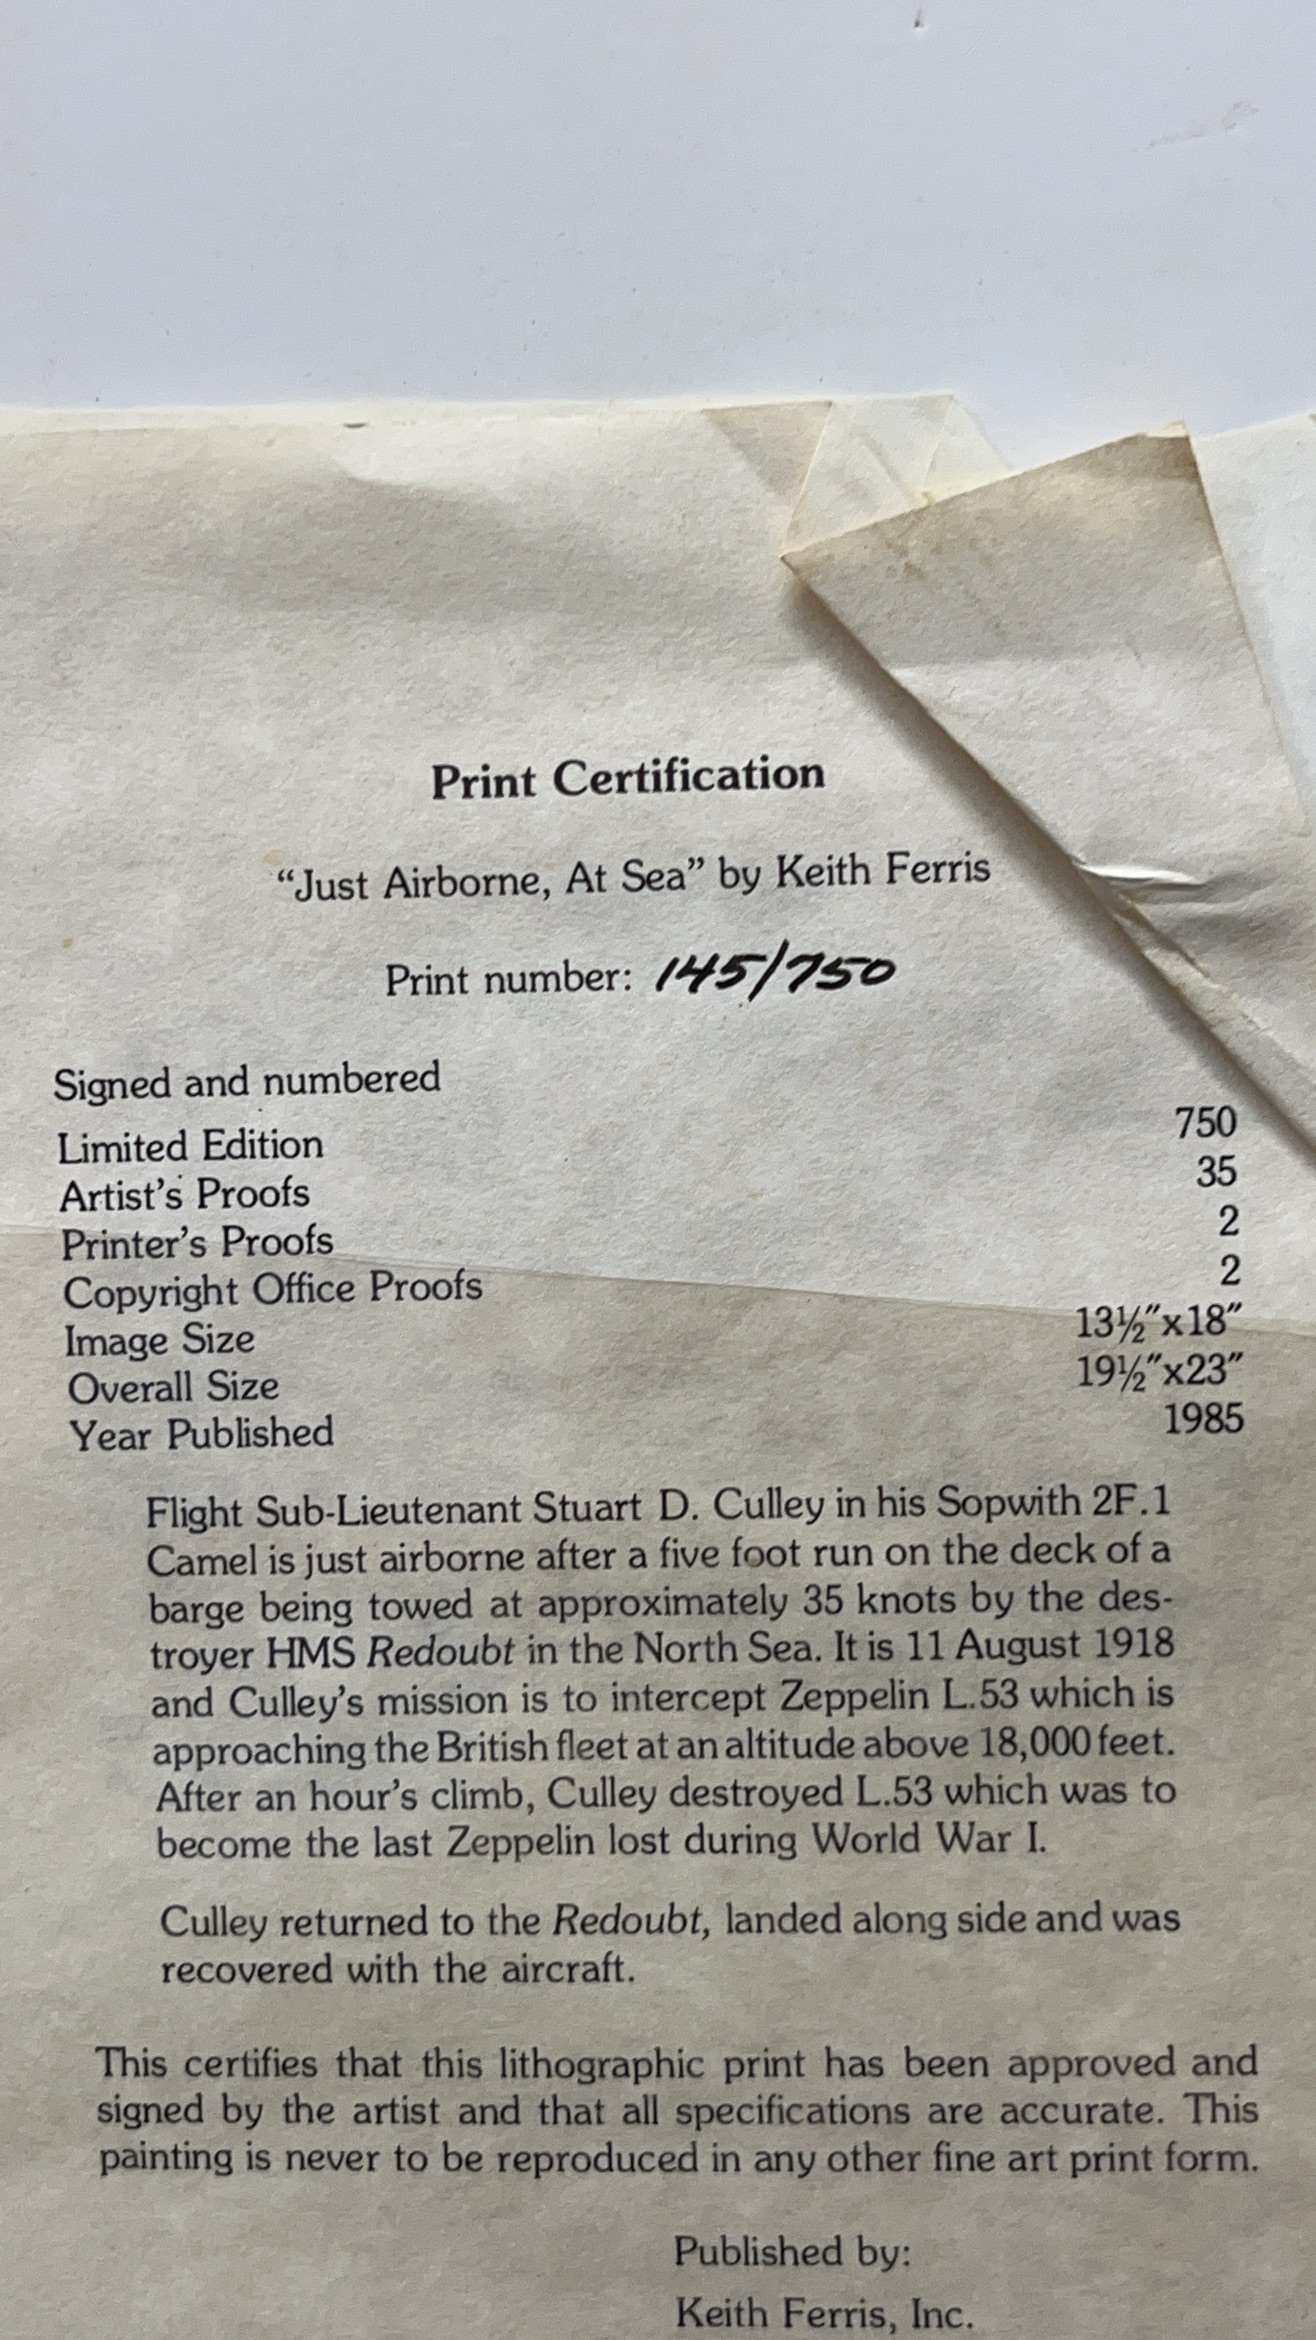 Print Certification
“Just Airborne, At Sea” by Keith Ferris
Print number: 145/750
Signed and numbered
Limited Edition 750
Artist’s Proofs 35
Printer’s Proofs 2
Copyright Office Proofs 2
Image Size 13½″x18″
Overall Size 19½″x23″
Year Published 1985
Flight Sub-Lieutenant Stuart D. Culley in his Sopwith 2F.1
Camel is just airborne after a five foot run on the deck of a
barge being towed at approximately 35 knots by the des-
troyer HMS Redoubt in the North Sea. It is 11 August 1918
and Culley’s mission is to intercept Zeppelin L.53 which is
approaching the British fleet at an altitude above 18,000 feet.
After an hour’s climb, Culley destroyed L.53 which was to
become the last Zeppelin lost during World War I.
Culley returned to the Redoubt, landed along side and was
recovered with the aircraft.
This certifies that this lithographic print has been approved and
signed by the artist and that all specifications are accurate. This
painting is never to be reproduced in any other fine art print form.
Published by:
Keith Ferris, Inc.